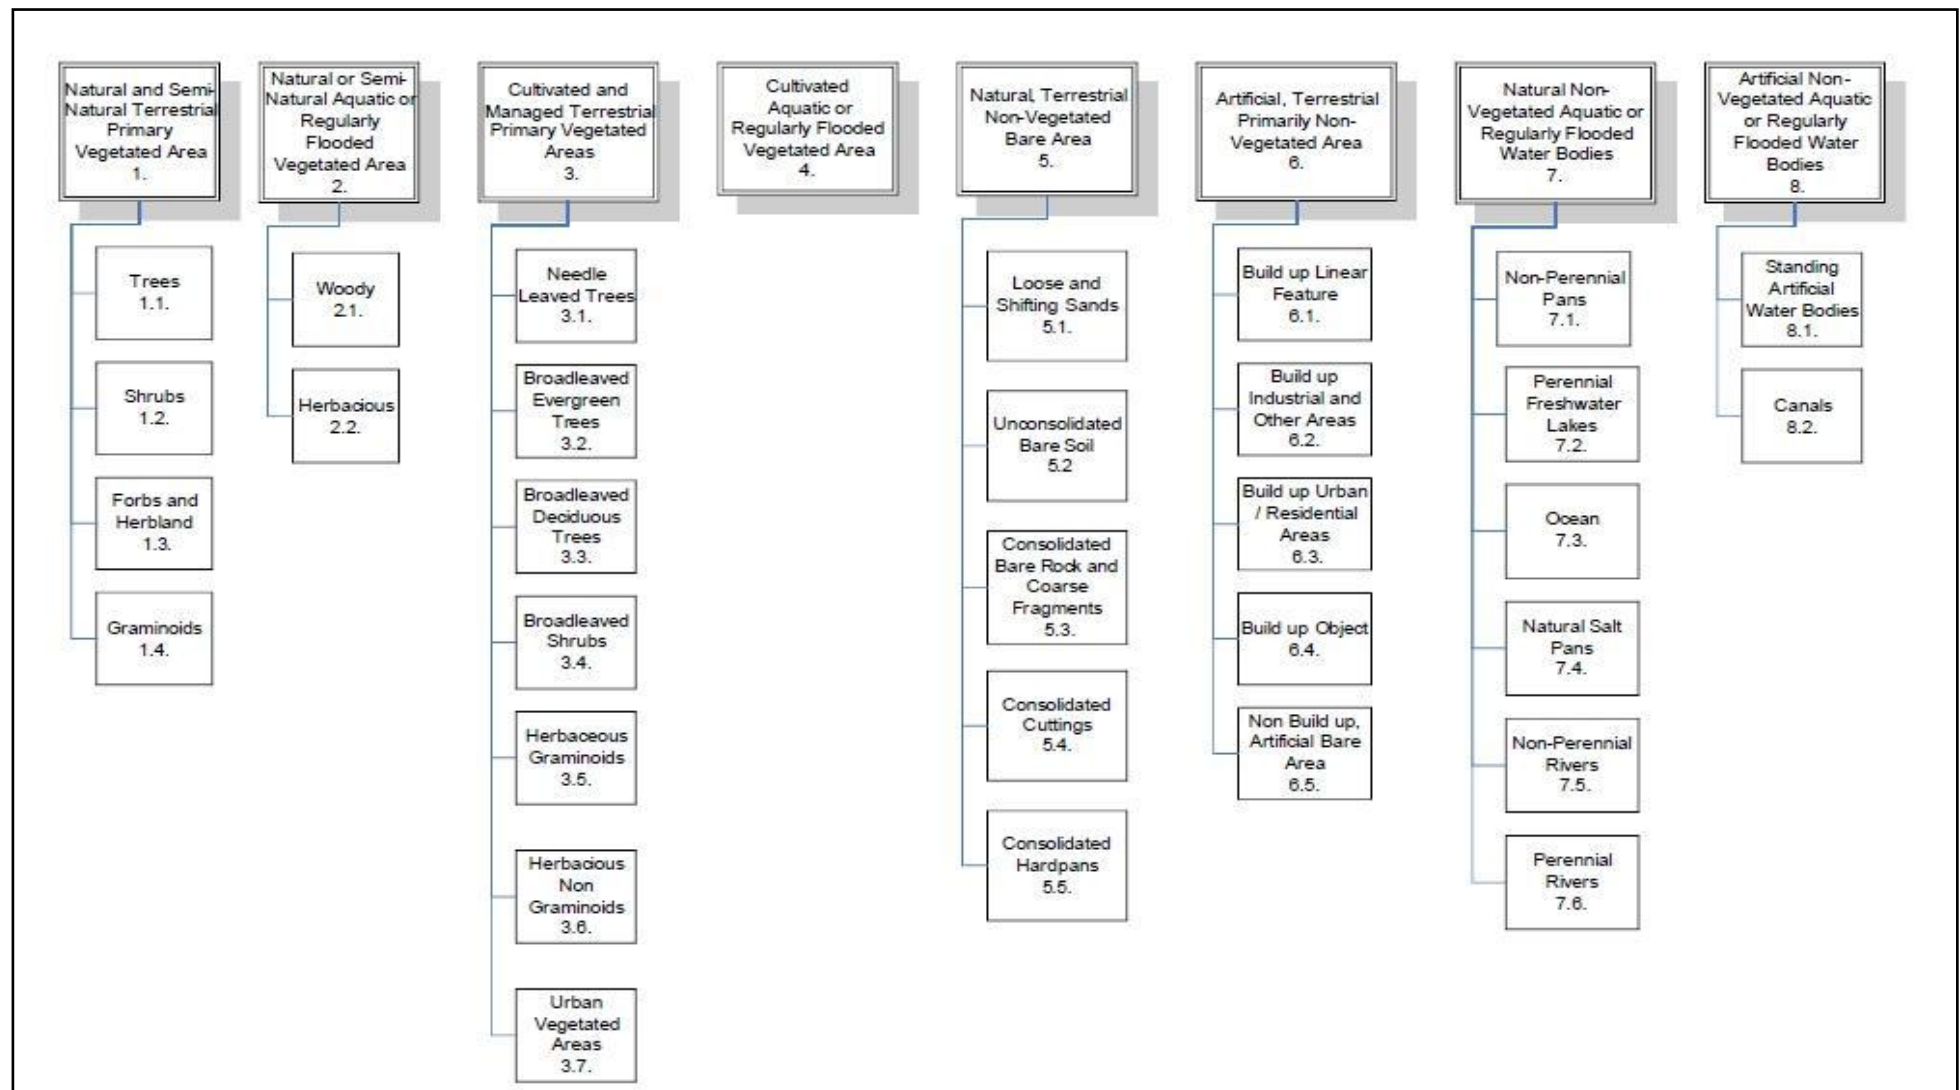 Natural and Semi-
Natural Terrestrial
Primary
Vegetated Area
1.
Trees
1.1.
Shrubs
1.2.
Forbs and
Herbland
1.3.
Graminoids
1.4.
Natural or Semi-
Natural Aquatic or
Regularly
Flooded
Vegetated Area
2.
Woody
2.1.
Herbacious
2.2.
Cultivated and
Managed Terrestrial
Primary Vegetated
Areas
3.
Needle
Leaved Trees
3.1.
Broadleaved
Evergreen
Trees
3.2.
Broadleaved
Deciduous
Trees
3.3.
Broadleaved
Shrubs
3.4.
Herbaceous
Graminoids
3.5.
Herbacious
Non
Graminoids
3.6.
Urban
Vegetated
Areas
3.7.
Cultivated
Aquatic or
Regularly Flooded
Vegetated Area
4.
Natural, Terrestrial
Non-Vegetated
Bare Area
5.
Loose and
Shifting Sands
5.1.
Unconsolidated
Bare Soil
5.2
Consolidated
Bare Rock and
Coarse
Fragments
5.3.
Consolidated
Cuttings
5.4.
Consolidated
Hardpans
5.5.
Artificial, Terrestrial
Primarily Non-
Vegetated Area
6.
Build up Linear
Feature
6.1.
Build up
Industrial and
Other Areas
6.2.
Build up Urban
/ Residential
Areas
6.3.
Build up Object
6.4.
Non Build up,
Artificial Bare
Area
6.5.
Natural Non-
Vegetated Aquatic or
Regularly Flooded
Water Bodies
7.
Non-Perennial
Pans
7.1.
Perennial
Freshwater
Lakes
7.2.
Ocean
7.3.
Natural Salt
Pans
7.4.
Non-Perennial
Rivers
7.5.
Perennial
Rivers
7.6.
Artificial Non-
Vegetated Aquatic
or Regularly
Flooded Water
Bodies
8.
Standing
Artificial
Water Bodies
8.1.
Canals
8.2.